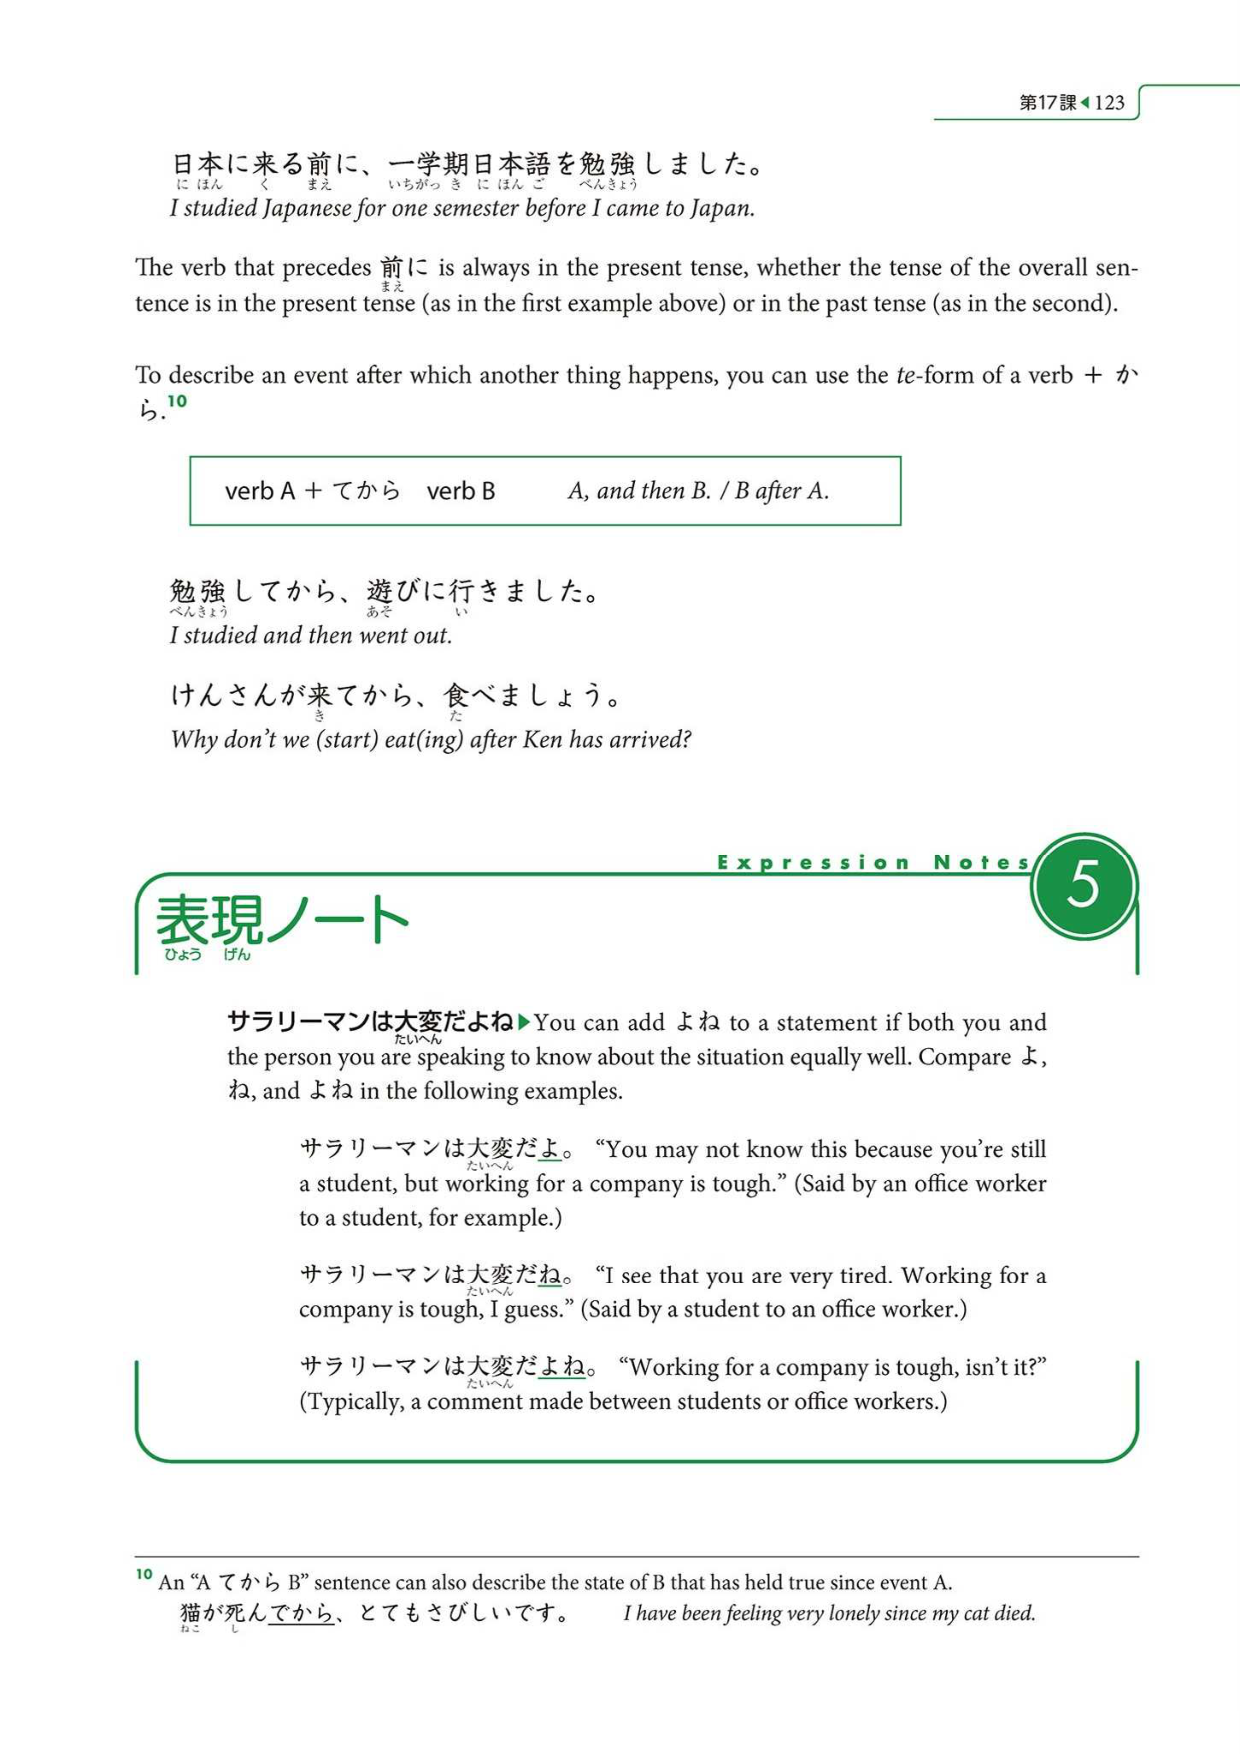 第17課◀123
日本に来る前に、一学期日本語を勉強しました。
にほん く まえ いちがっき にほんご べんきょう
I studied Japanese for one semester before I came to Japan.
The verb that precedes 前に is always in the present tense, whether the tense of the overall sen-
まえ
tence is in the present tense (as in the first example above) or in the past tense (as in the second).
To describe an event after which another thing happens, you can use the te-form of a verb + か
ら.10
verb A + てから verb B A, and then B. / B after A.
勉強してから、遊びに行きました。
べんきょう あそ い
I studied and then went out.
けんさんが来てから、食べましょう。
き た
Why don't we (start) eat(ing) after Ken has arrived?
Expression Notes 5
表現ノート
ひょう げん
サラリーマンは大変だよね▶You can add よね to a statement if both you and
たいへん
the person you are speaking to know about the situation equally well. Compare よ,
ね, and よね in the following examples.
サラリーマンは大変だよ。 “You may not know this because you're still
たいへん
a student, but working for a company is tough.” (Said by an office worker
to a student, for example.)
サラリーマンは大変だね。 “I see that you are very tired. Working for a
たいへん
company is tough, I guess.” (Said by a student to an office worker.)
サラリーマンは大変だよね。 “Working for a company is tough, isn't it?”
たいへん
(Typically, a comment made between students or office workers.)
10 An “A てから B” sentence can also describe the state of B that has held true since event A.
猫が死んでから、とてもさびしいです。 I have been feeling very lonely since my cat died.
ねこ し